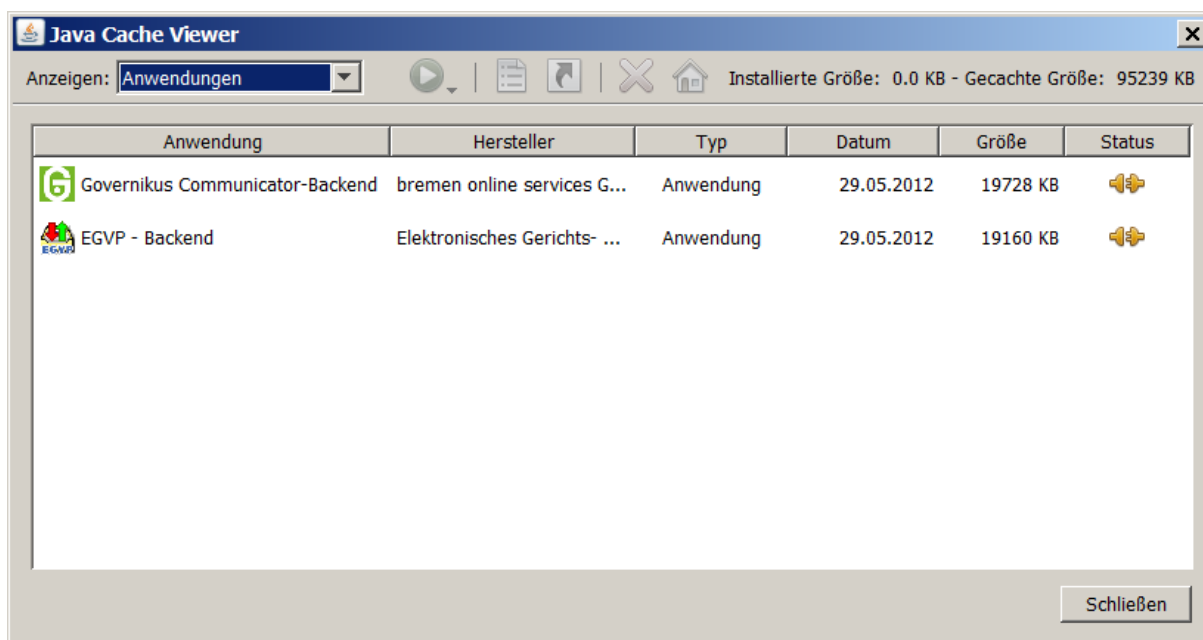 Java Cache Viewer
Anzeigen: Anwendungen Installierte Größe: 0.0 KB - Gecachte Größe: 95239 KB
Anwendung Hersteller Typ Datum Größe Status
Governikus Communicator-Backend bremen online services G... Anwendung 29.05.2012 19728 KB
EGVP - Backend Elektronisches Gerichts- ... Anwendung 29.05.2012 19160 KB
EGVP
Schließen